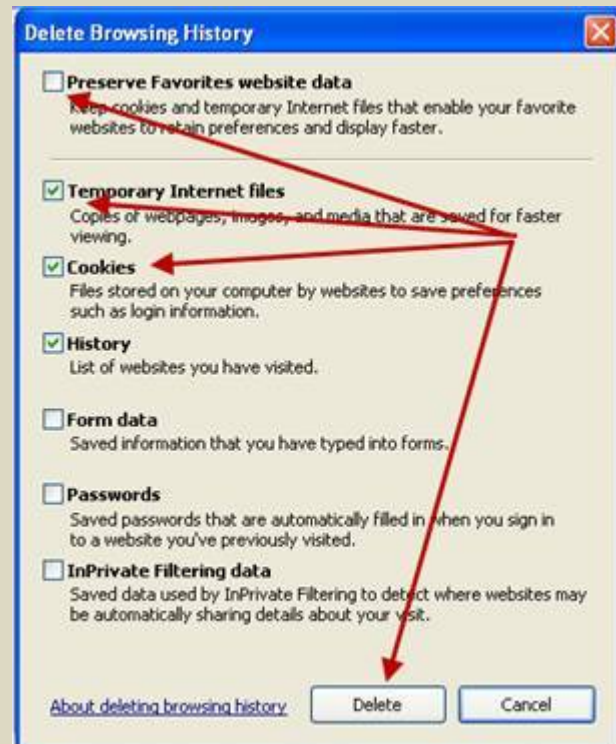 Delete Browsing History
Preserve Favorites website data
Keep cookies and temporary Internet files that enable your favorite
websites to retain preferences and display faster.
Temporary Internet files
Copies of webpages, images, and media that are saved for faster
viewing.
Cookies
Files stored on your computer by websites to save preferences
such as login information.
History
List of websites you have visited.
Form data
Saved information that you have typed into forms.
Passwords
Saved passwords that are automatically filled in when you sign in
to a website you've previously visited.
InPrivate Filtering data
Saved data used by InPrivate Filtering to detect where websites may
be automatically sharing details about your visit.
About deleting browsing history Delete Cancel